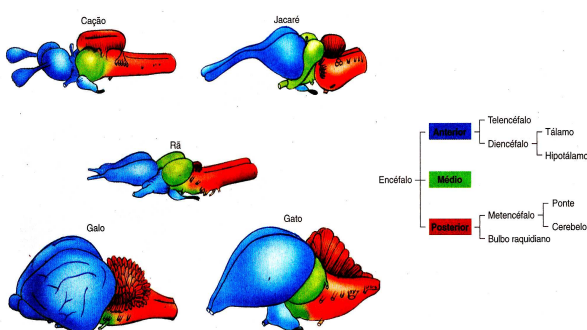 Cação
Jacaré
Rã
Galo
Gato
Encéfalo
Anterior
Telencéfalo
Diencéfalo
Tálamo
Hipotálamo
Médio
Posterior
Metencéfalo
Ponte
Cerebelo
Bulbo raquidiano